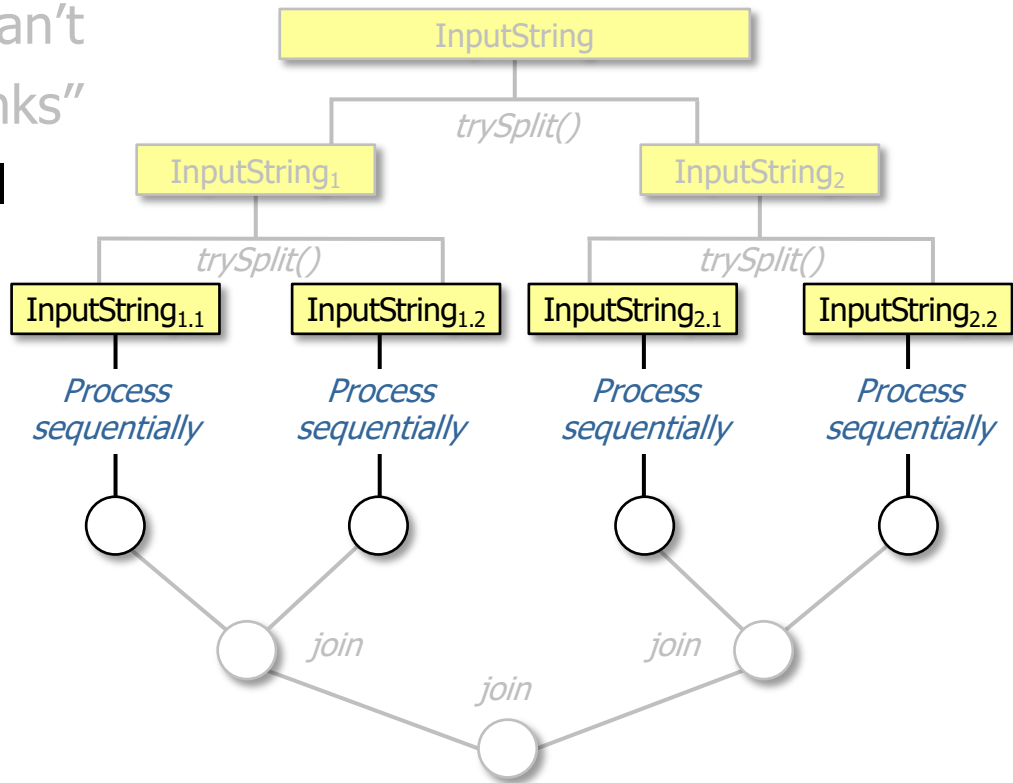 an't
InputString
nks"
trySplit()
InputString₁
InputString₂
trySplit()
trySplit()
InputString₁.₁
InputString₁.₂
InputString₂.₁
InputString₂.₂
Process
sequentially
Process
sequentially
Process
sequentially
Process
sequentially
join
join
join